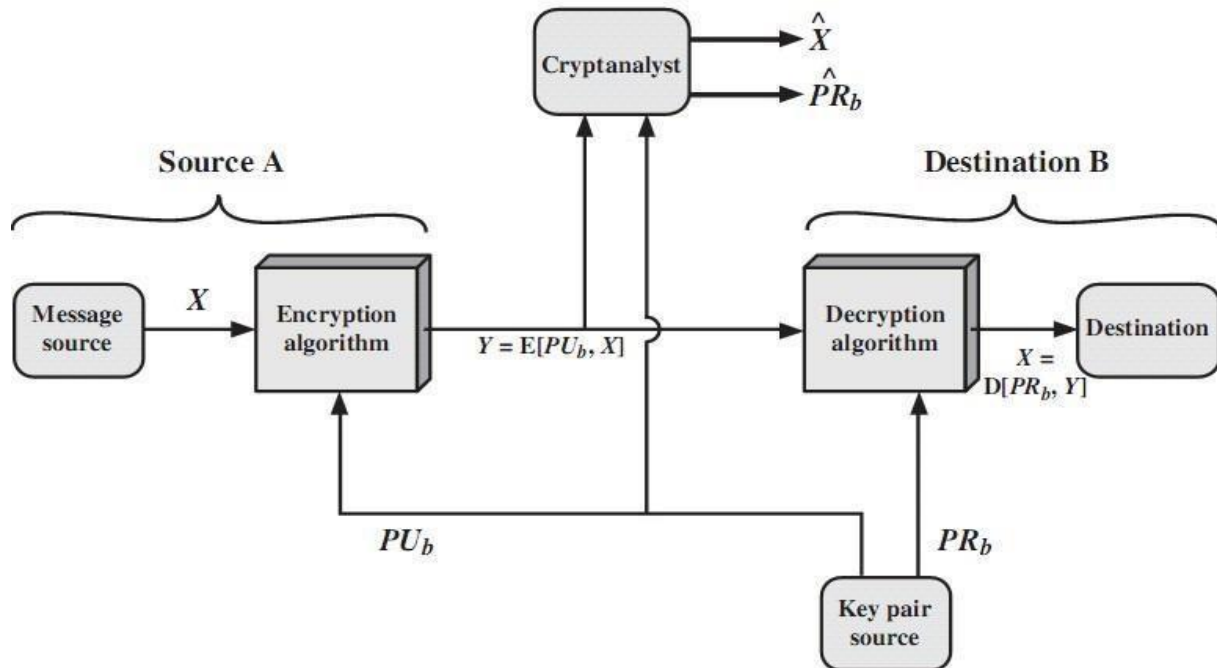 Cryptanalyst
X̂
P̂R_b
Source A
Destination B
Message
source
X
Encryption
algorithm
Y = E[PU_b, X]
Decryption
algorithm
X =
D[PR_b, Y]
Destination
PU_b
PR_b
Key pair
source